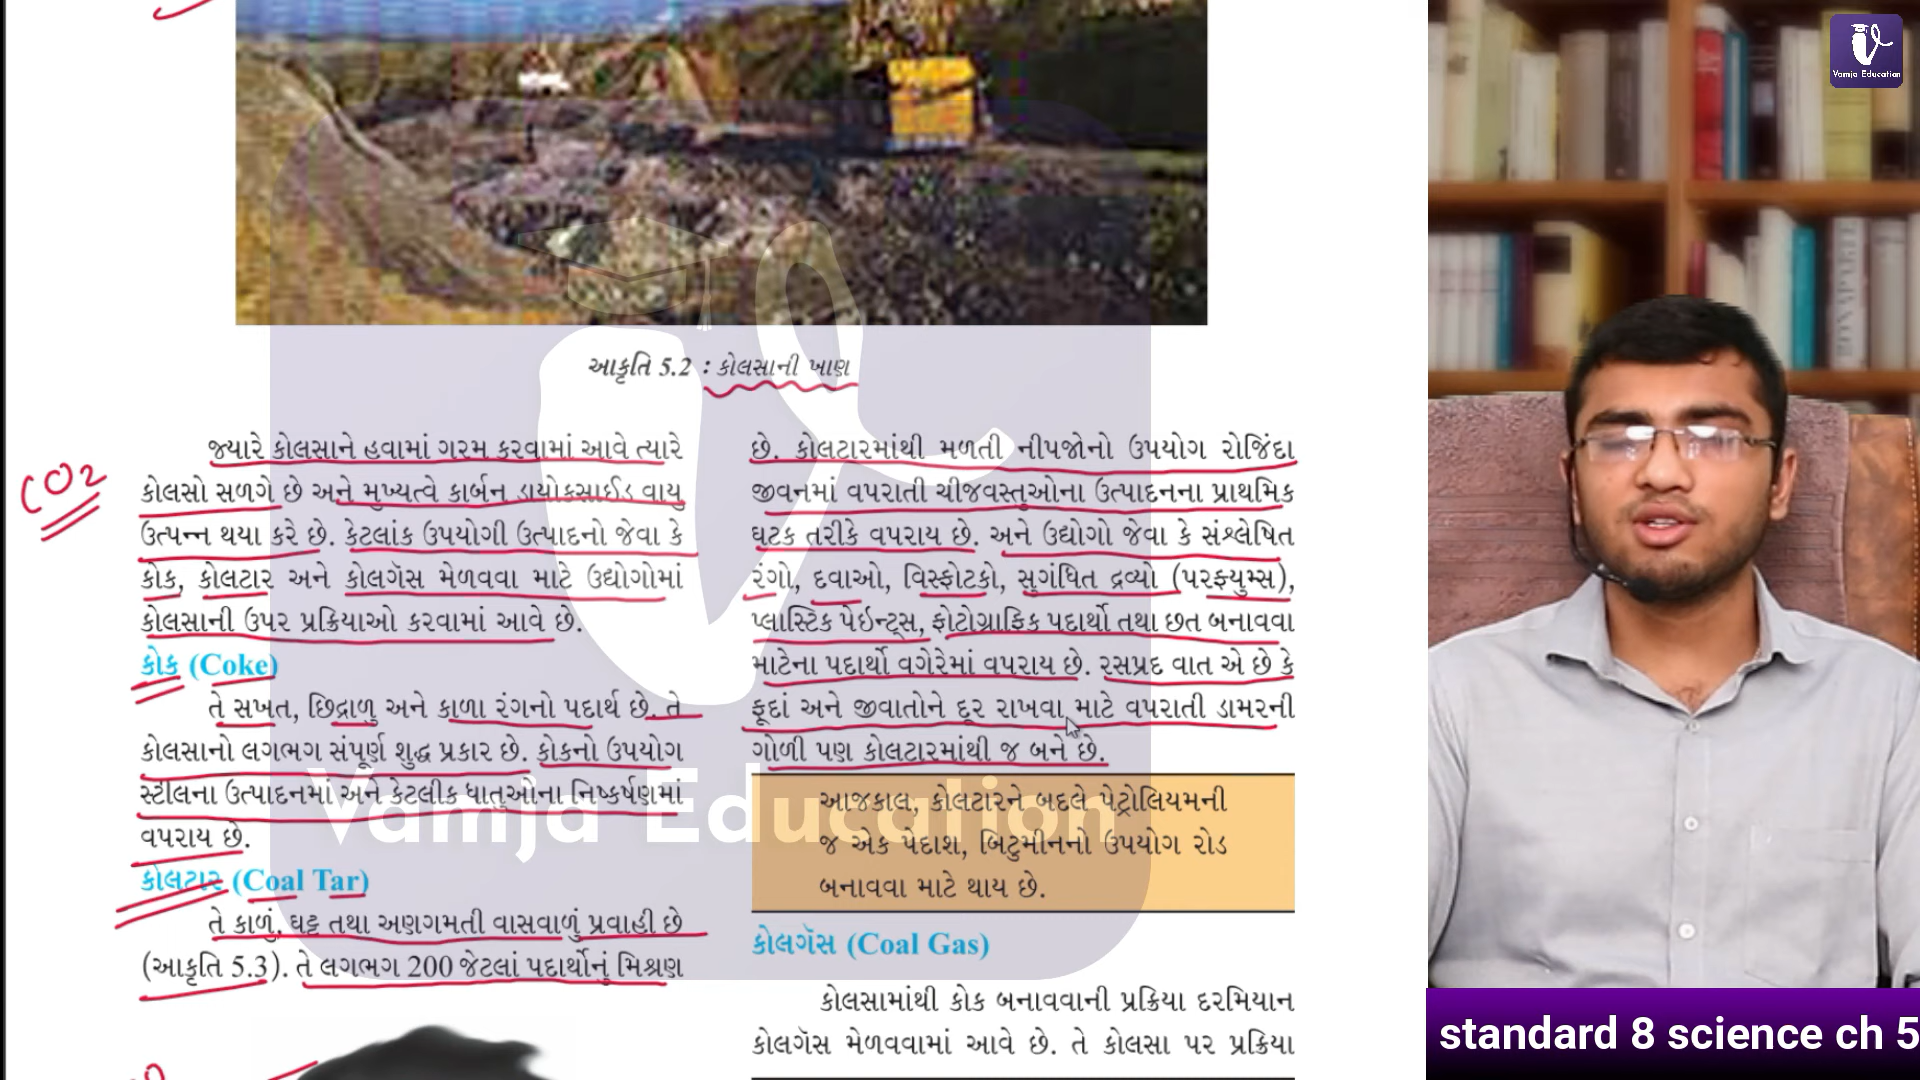 આકૃતિ 5.2 : કોલસાની ખાણ
CO2
જ્યારે કોલસાને હવામાં ગરમ કરવામાં આવે ત્યારે
કોલસો સળગે છે અને મુખ્યત્વે કાર્બન ડાયોકસાઈડ વાયુ
ઉત્પન્ન થયા કરે છે. કેટલાંક ઉપયોગી ઉત્પાદનો જેવા કે
કોક, કોલટાર અને કોલગૅસ મેળવવા માટે ઉદ્યોગોમાં
કોલસાની ઉપર પ્રક્રિયાઓ કરવામાં આવે છે.
કોક (Coke)
તે સખત, છિદ્રાળુ અને કાળા રંગનો પદાર્થ છે. તે
કોલસાનો લગભગ સંપૂર્ણ શુદ્ધ પ્રકાર છે. કોકનો ઉપયોગ
સ્ટીલના ઉત્પાદનમાં અને કેટલીક ધાતુઓના નિષ્કર્ષણમાં
વપરાય છે.
કોલટાર (Coal Tar)
તે કાળું, ઘટ્ટ તથા અણગમતી વાસવાળું પ્રવાહી છે
(આકૃતિ 5.3). તે લગભગ 200 જેટલાં પદાર્થોનું મિશ્રણ
છે. કોલટારમાંથી મળતી નીપજોનો ઉપયોગ રોજિંદા
જીવનમાં વપરાતી ચીજવસ્તુઓના ઉત્પાદનના પ્રાથમિક
ઘટક તરીકે વપરાય છે. અને ઉદ્યોગો જેવા કે સંશ્લેષિત
રંગો, દવાઓ, વિસ્ફોટકો, સુગંધિત દ્રવ્યો (પરફ્યુમ્સ),
પ્લાસ્ટિક પેઇન્ટ્સ, ફોટોગ્રાફિક પદાર્થો તથા છત બનાવવા
માટેના પદાર્થો વગેરેમાં વપરાય છે. રસપ્રદ વાત એ છે કે
ફૂદાં અને જીવાતોને દૂર રાખવા માટે વપરાતી ડામરની
ગોળી પણ કોલટારમાંથી જ બને છે.
આજકાલ, કોલટારને બદલે પેટ્રોલિયમની
જ એક પેદાશ, બિટુમીનનો ઉપયોગ રોડ
બનાવવા માટે થાય છે.
કોલગૅસ (Coal Gas)
કોલસામાંથી કોક બનાવવાની પ્રક્રિયા દરમિયાન
કોલગૅસ મેળવવામાં આવે છે. તે કોલસા પર પ્રક્રિયા
Vamja Education
Vamja Education
BONAPARTE
standard 8 science ch 5